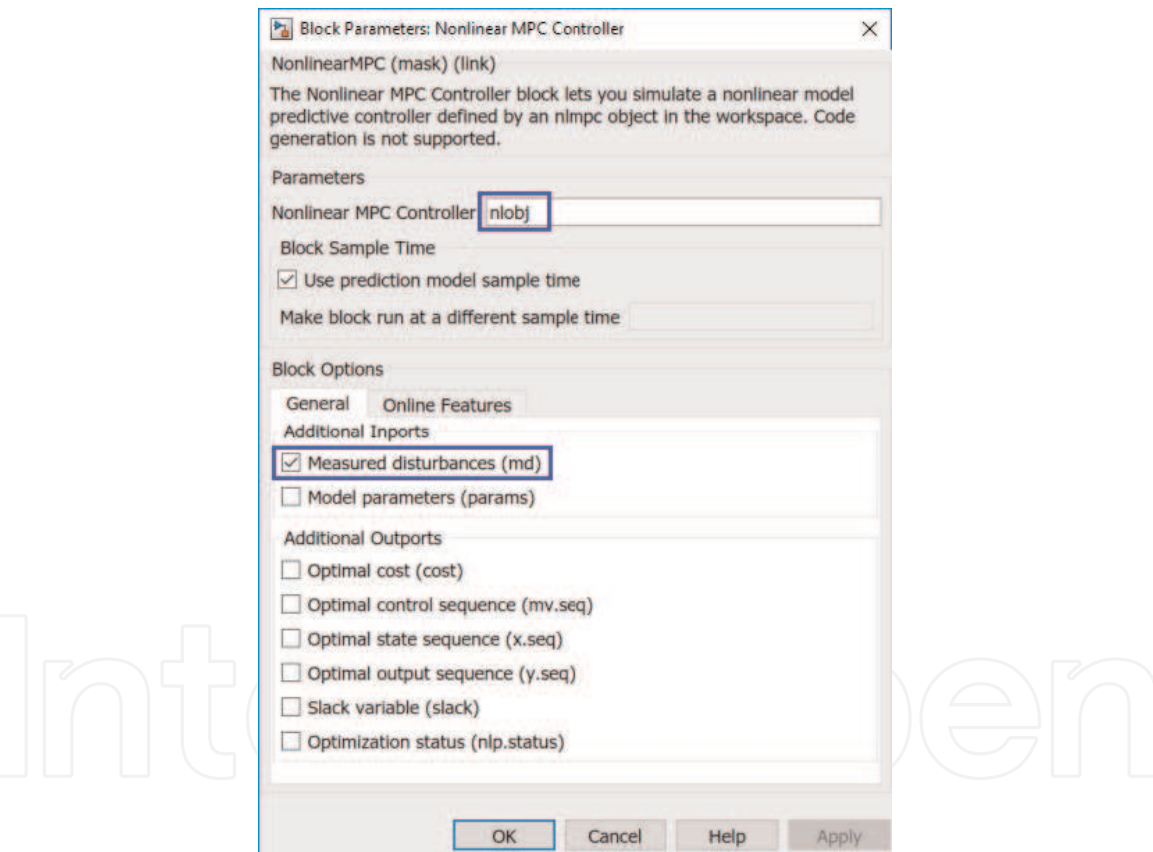 Block Parameters: Nonlinear MPC Controller
NonlinearMPC (mask) (link)
The Nonlinear MPC Controller block lets you simulate a nonlinear model
predictive controller defined by an nlmpc object in the workspace. Code
generation is not supported.
Parameters
Nonlinear MPC Controller nlobj
Block Sample Time
Use prediction model sample time
Make block run at a different sample time
Block Options
General Online Features
Additional Inports
Measured disturbances (md)
Model parameters (params)
Additional Outports
Optimal cost (cost)
Optimal control sequence (mv.seq)
Optimal state sequence (x.seq)
Optimal output sequence (y.seq)
Slack variable (slack)
Optimization status (nlp.status)
OK Cancel Help Apply